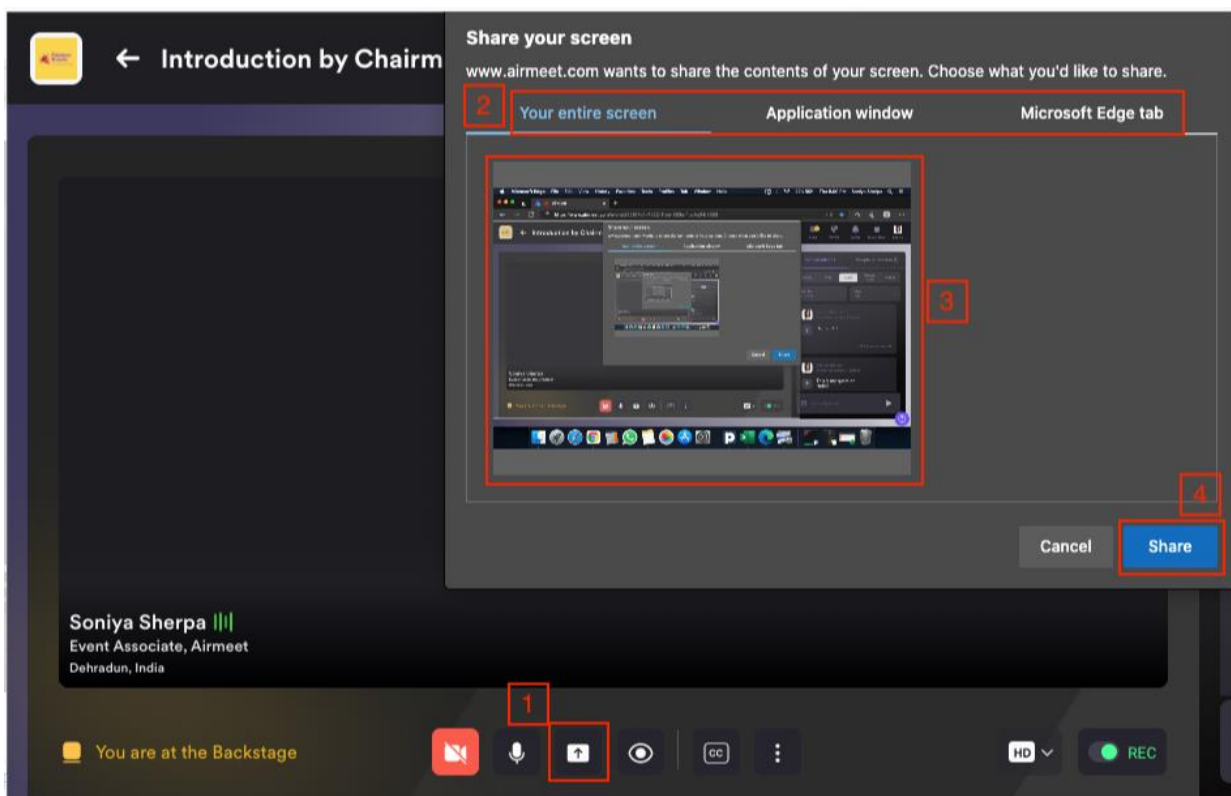 ← Introduction by Chairm
Share your screen
www.airmeet.com wants to share the contents of your screen. Choose what you'd like to share.
2
Your entire screen
Application window
Microsoft Edge tab
3
4
Cancel
Share
Soniya Sherpa
Event Associate, Airmeet
Dehradun, India
1
You are at the Backstage
CC
HD
REC